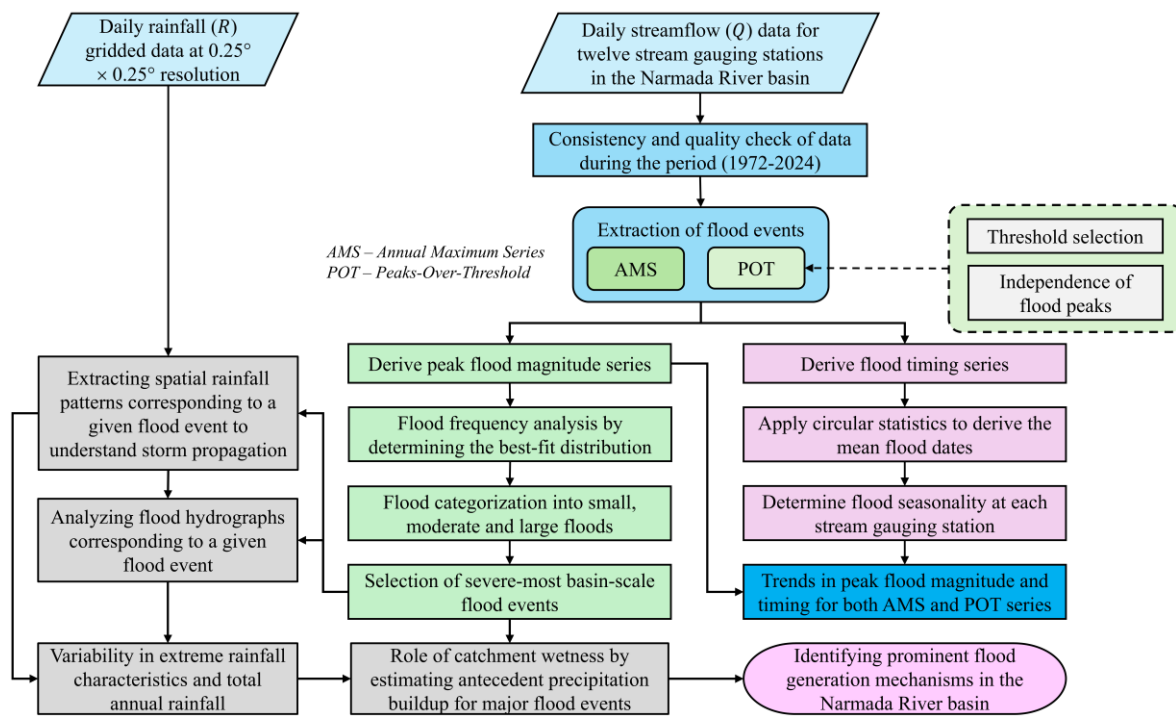 Daily rainfall (R)
gridded data at 0.25°
× 0.25° resolution
Daily streamflow (Q) data for
twelve stream gauging stations
in the Narmada River basin
Consistency and quality check of data
during the period (1972-2024)
Extraction of flood events
AMS
POT
AMS – Annual Maximum Series
POT – Peaks-Over-Threshold
Threshold selection
Independence of
flood peaks
Extracting spatial rainfall
patterns corresponding to a
given flood event to
understand storm propagation
Analyzing flood hydrographs
corresponding to a given
flood event
Variability in extreme rainfall
characteristics and total
annual rainfall
Derive peak flood magnitude series
Flood frequency analysis by
determining the best-fit distribution
Flood categorization into small,
moderate and large floods
Selection of severe-most basin-scale
flood events
Role of catchment wetness by
estimating antecedent precipitation
buildup for major flood events
Derive flood timing series
Apply circular statistics to derive the
mean flood dates
Determine flood seasonality at each
stream gauging station
Trends in peak flood magnitude and
timing for both AMS and POT series
Identifying prominent flood
generation mechanisms in the
Narmada River basin